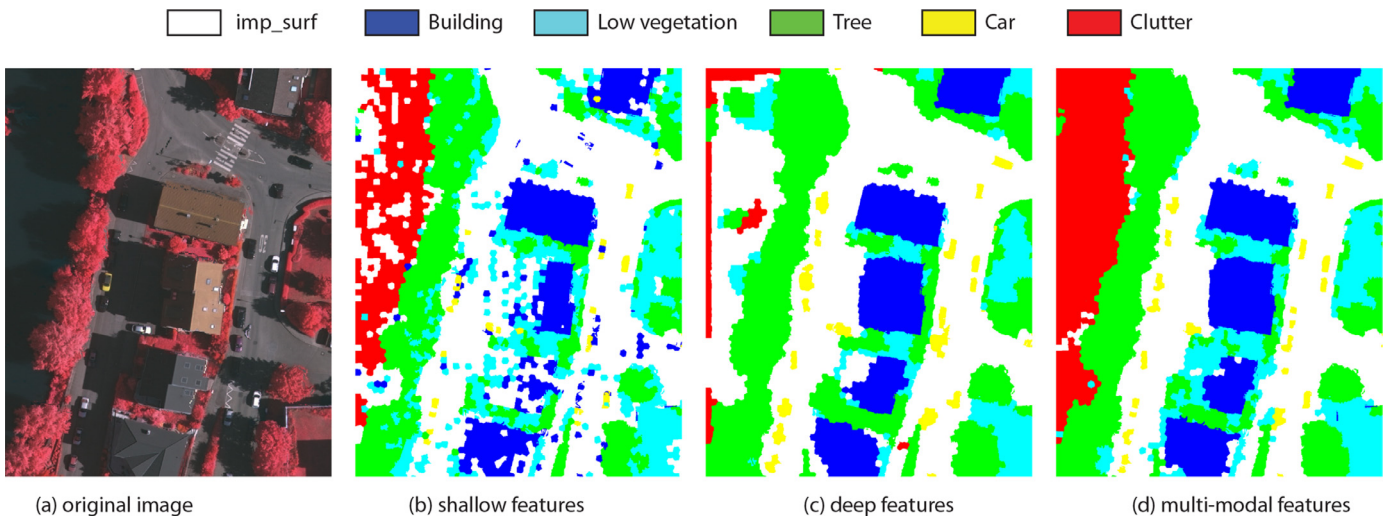 imp_surf Building Low vegetation Tree Car Clutter
(a) original image (b) shallow features (c) deep features (d) multi-modal features